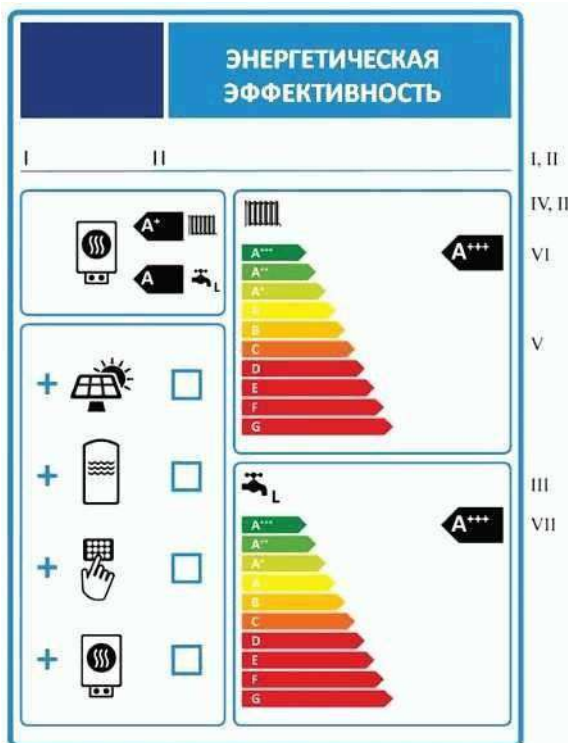 ЭНЕРГЕТИЧЕСКАЯ
ЭФФЕКТИВНОСТЬ
I II I, II
IV, II
A⁺
A
L
A⁺⁺⁺ A⁺⁺⁺ VI
A⁺⁺
A⁺
B
C V
D
E
F
G
L III
A⁺⁺⁺ A⁺⁺⁺ VII
A⁺⁺
A⁺
A
B
C
D
E
F
G